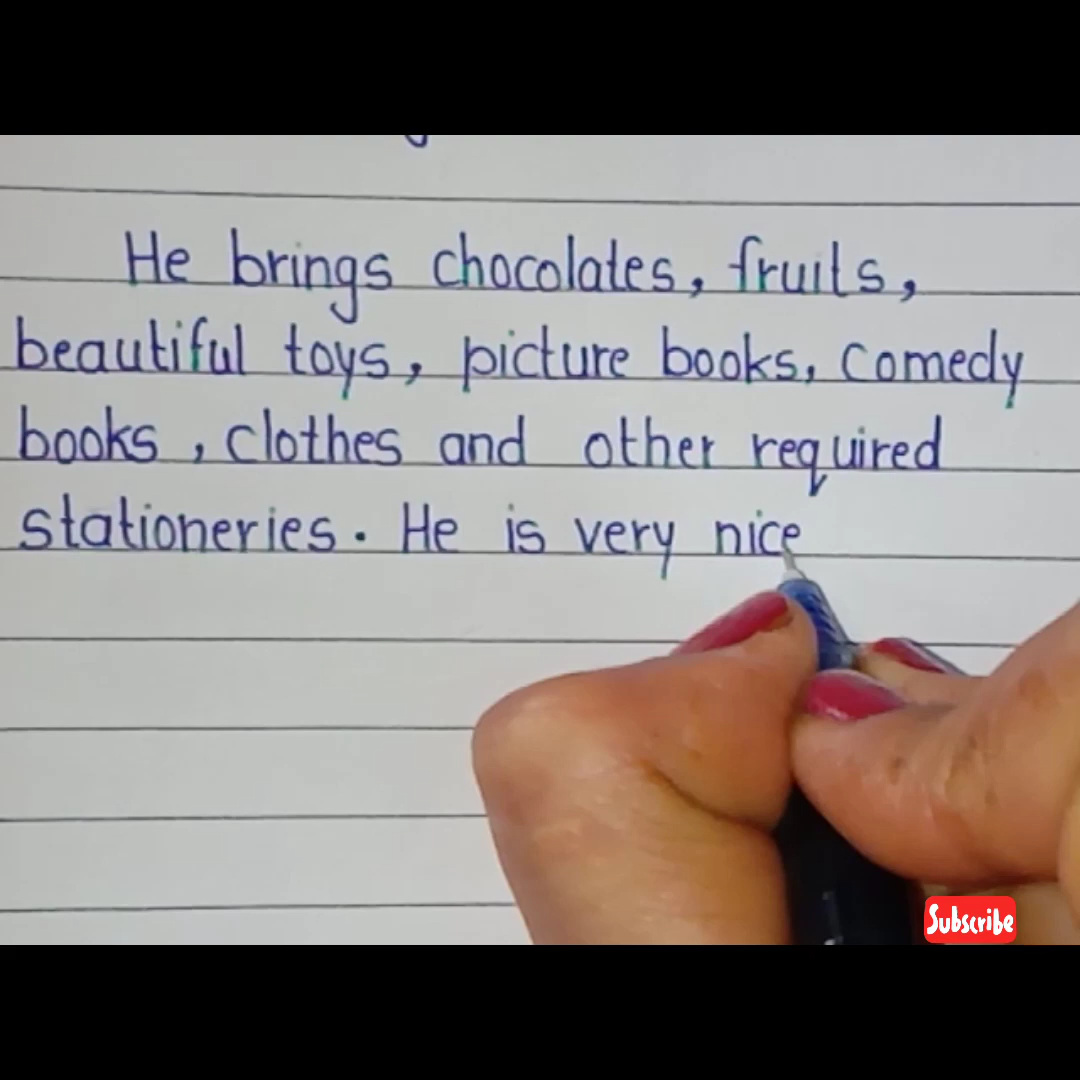 He brings chocolates, fruits,
beautiful toys, picture books, comedy
books, clothes and other required
stationeries. He is very nice
Subscribe